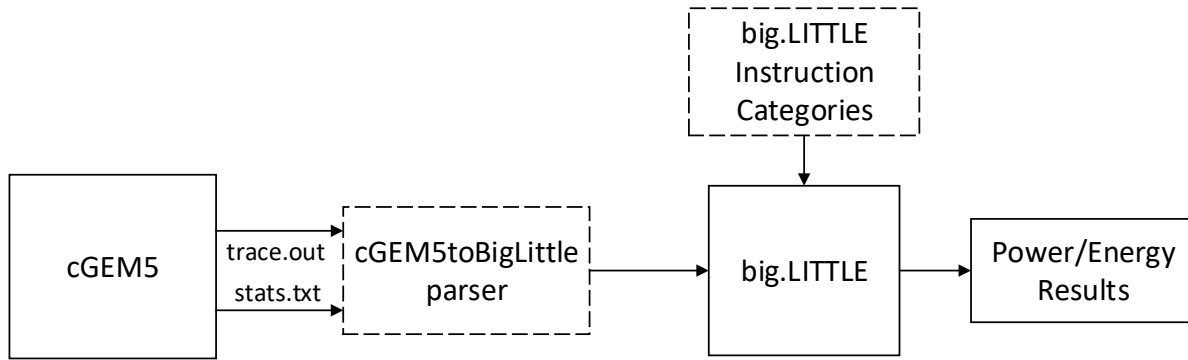 big.LITTLE
Instruction
Categories
cGEM5
trace.out
stats.txt
cGEM5toBigLittle
parser
big.LITTLE
Power/Energy
Results